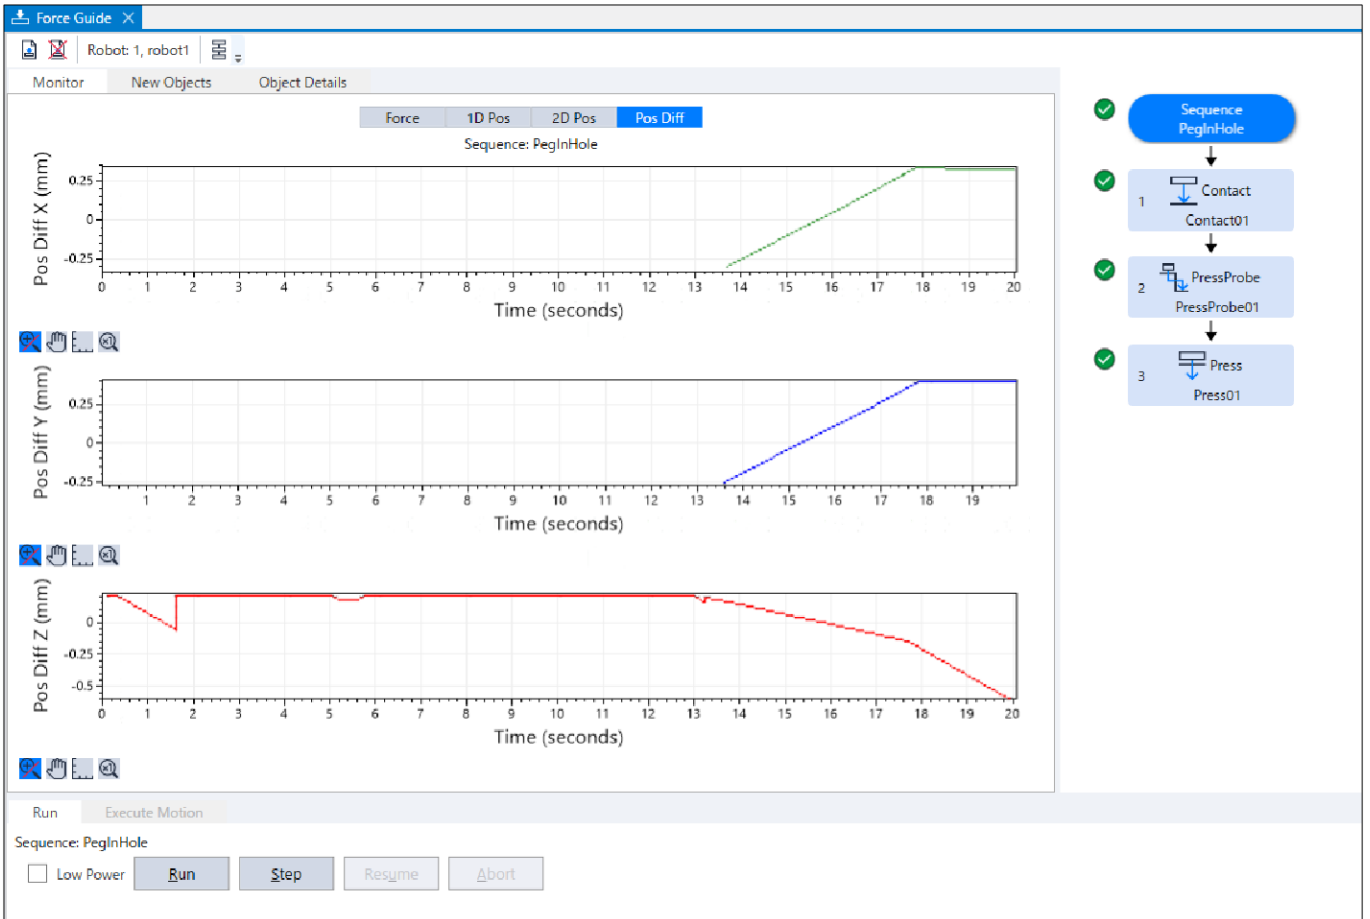 Force Guide
Robot: 1, robot1
Monitor New Objects Object Details
Force 1D Pos 2D Pos Pos Diff
Sequence: PegInHole
Pos Diff X (mm)
0.25
0
-0.25
0 1 2 3 4 5 6 7 8 9 10 11 12 13 14 15 16 17 18 19 20
Time (seconds)
Pos Diff Y (mm)
0.25
0
-0.25
1 2 3 4 5 6 7 8 9 10 11 12 13 14 15 16 17 18 19
Time (seconds)
Pos Diff Z (mm)
0
-0.25
-0.5
0 1 2 3 4 5 6 7 8 9 10 11 12 13 14 15 16 17 18 19 20
Time (seconds)
Sequence
PegInHole
1 Contact
Contact01
2 PressProbe
PressProbe01
3 Press
Press01
Run Execute Motion
Sequence: PegInHole
Low Power Run Step Resume Abort